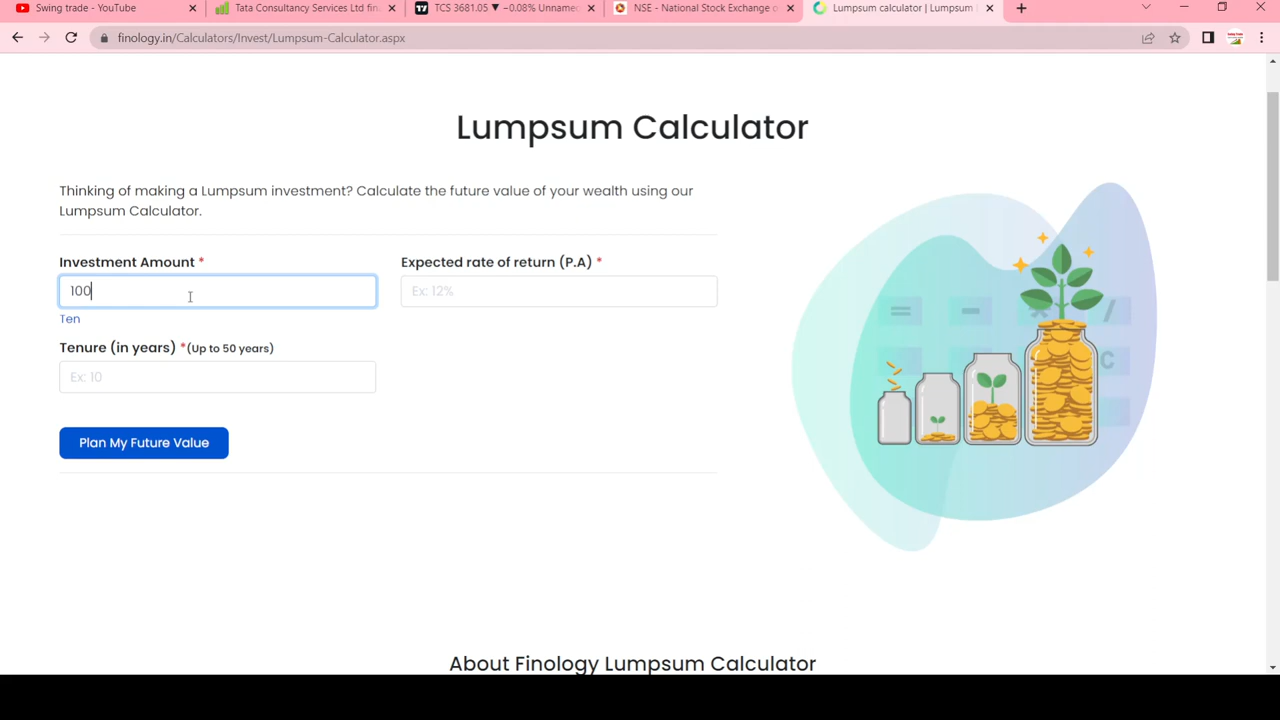 Swing trade - YouTube
Tata Consultancy Services Ltd fin
TCS 3681.05 ▼ −0.08% Unname
NSE - National Stock Exchange o
Lumpsum calculator | Lumpsum
finology.in/Calculators/Invest/Lumpsum-Calculator.aspx
Lumpsum Calculator
Thinking of making a Lumpsum investment? Calculate the future value of your wealth using our
Lumpsum Calculator.
Investment Amount *
Expected rate of return (P.A) *
100
Ex: 12%
Ten
Tenure (in years) *(Up to 50 years)
Ex: 10
Plan My Future Value
About Finology Lumpsum Calculator